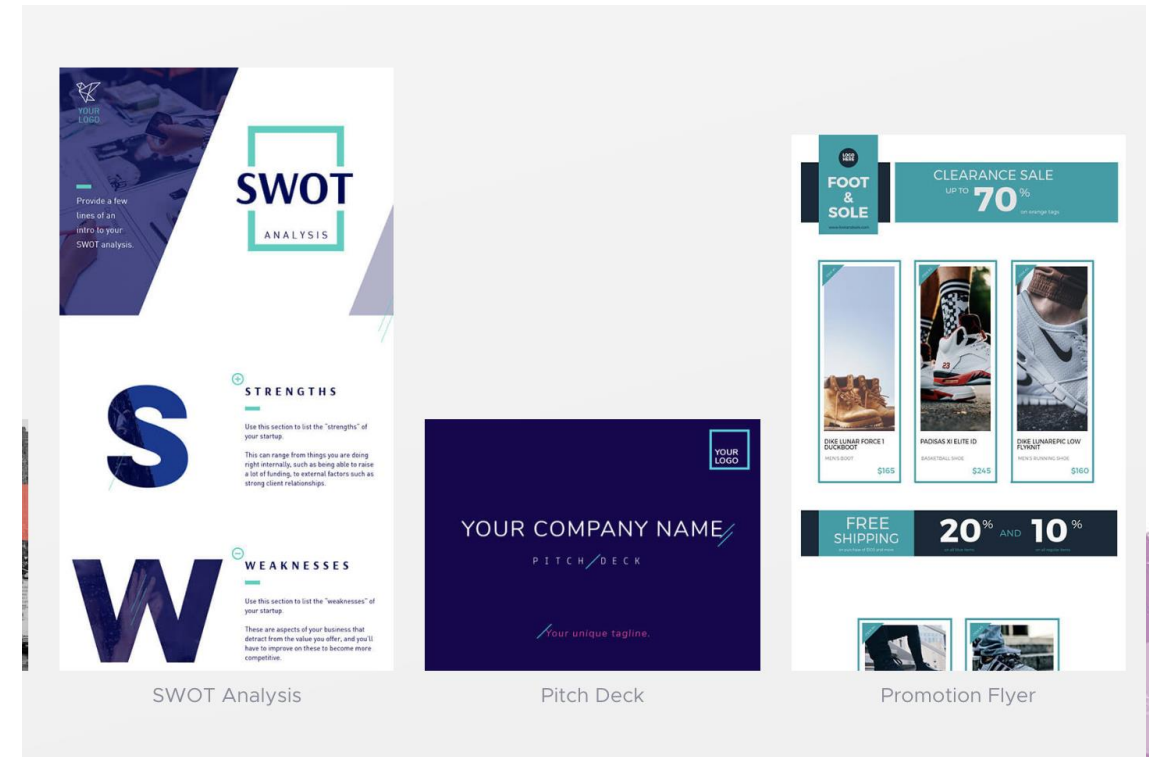 YOUR
LOGO
Provide a few
lines of an
intro to your
SWOT analysis.
SWOT
ANALYSIS
STRENGTHS
Use this section to list the "strengths" of
your startup.
This can range from things you are doing
right internally, such as being able to raise
a lot of funding, to external factors such as
strong client relationships.
W
WEAKNESSES
Use this section to list the "weaknesses" of
your startup.
These are aspects of your business that
detract from the value you offer, and you'll
have to improve on these to become more
competitive.
S
SWOT Analysis
YOUR
LOGO
YOUR COMPANY NAME
PITCH DECK
Your unique tagline.
Pitch Deck
LOGO
HERE
FOOT
&
SOLE
CLEARANCE SALE
UP TO 70%
on orange tags
DIKE LUNAR FORCE 1
DUCKBOOT
MEN'S BOOT
$165
23
PADISAS XI ELITE ID
BASKETBALL SHOE
$245
DIKE LUNAREPIC LOW
FLYKNIT
MEN'S RUNNING SHOE
$160
FREE
SHIPPING
20% AND 10%
Promotion Flyer